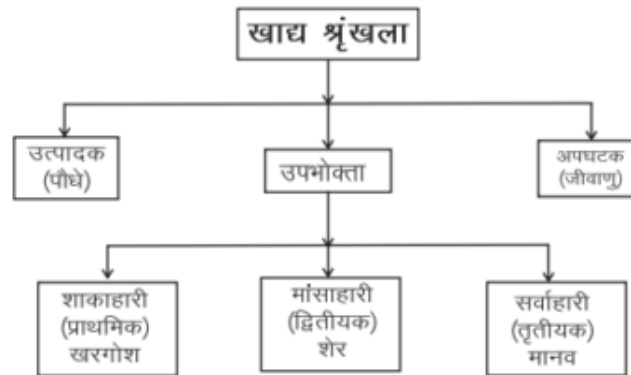 खाद्य श्रृंखला
उत्पादक
(पौधे)
उपभोक्ता
अपघटक
(जीवाणु)
शाकाहारी
(प्राथमिक)
खरगोश
मांसाहारी
(द्वितीयक)
शेर
सर्वाहारी
(तृतीयक)
मानव